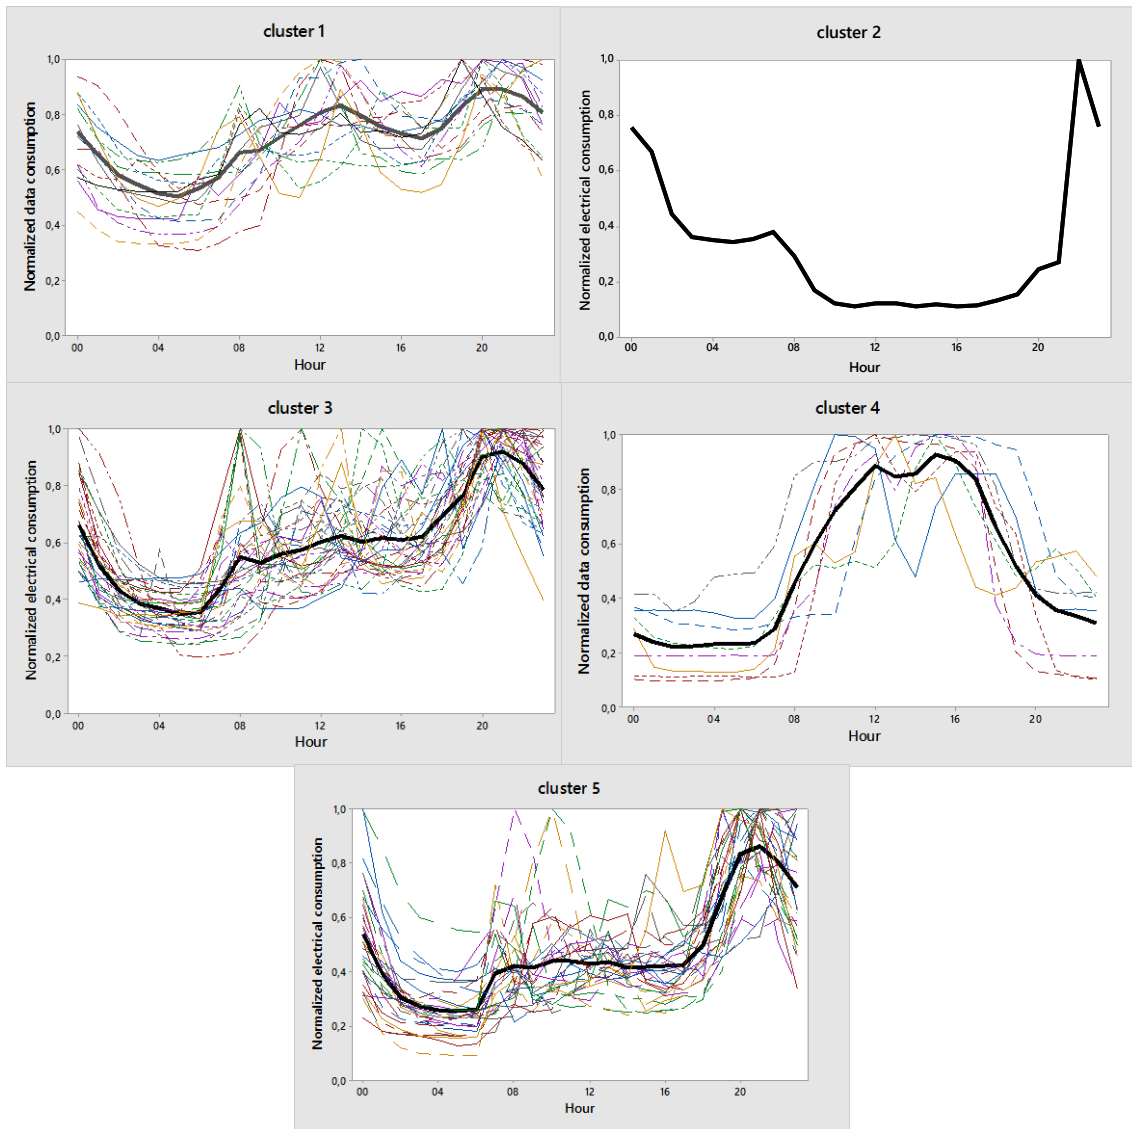 cluster 1
Normalized data consumption
1,0
0,8
0,6
0,4
0,2
0,0
00 04 08 12 16 20
Hour
cluster 2
Normalized electrical consumption
1,0
0,8
0,6
0,4
0,2
0,0
00 04 08 12 16 20
Hour
cluster 3
Normalized electrical consumption
1,0
0,8
0,6
0,4
0,2
0,0
00 04 08 12 16 20
Hour
cluster 4
Normalized data consumption
1,0
0,8
0,6
0,4
0,2
0,0
00 04 08 12 16 20
Hour
cluster 5
Normalized electrical consumption
1,0
0,8
0,6
0,4
0,2
0,0
00 04 08 12 16 20
Hour